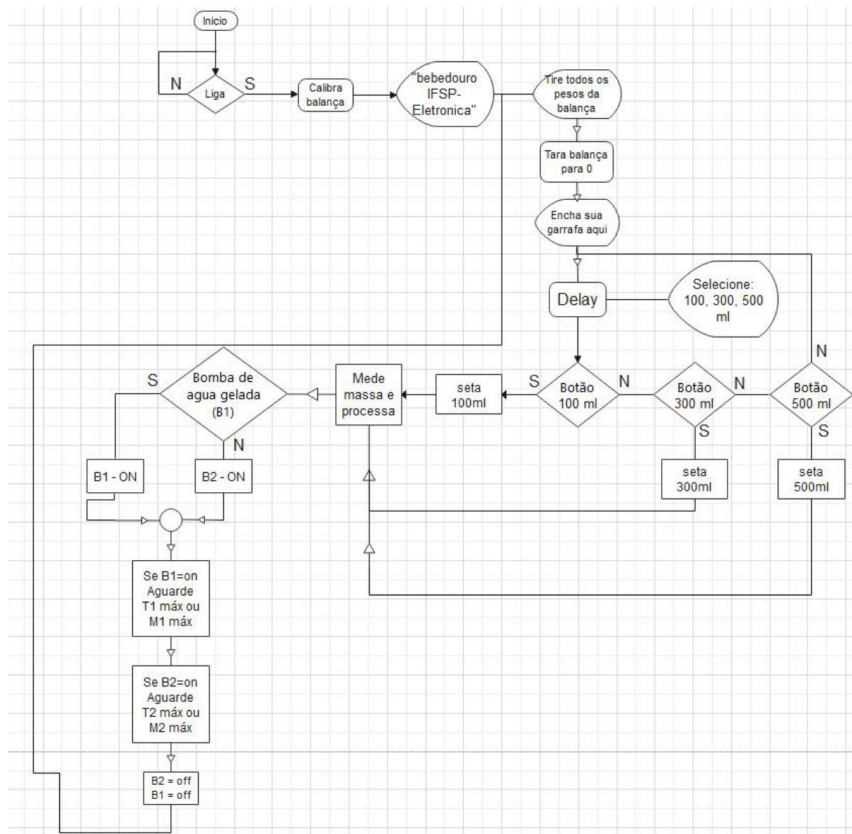 Início
N
Liga
S
Calibra
balança
"bebedouro
IFSP-
Eletronica"
Tire todos os
pesos da
balança
Tara balança
para 0
Encha sua
garrafa aqui
Delay
Selecione:
100, 300, 500
ml
S
Botão
100 ml
N
Botão
300 ml
N
Botão
500 ml
N
S
S
seta
100ml
seta
300ml
seta
500ml
Mede
massa e
processa
S
Bomba de
agua gelada
(B1)
N
B1 - ON
B2 - ON
Se B1=on
Aguarde
T1 máx ou
M1 máx
Se B2=on
Aguarde
T2 máx ou
M2 máx
B2 = off
B1 = off